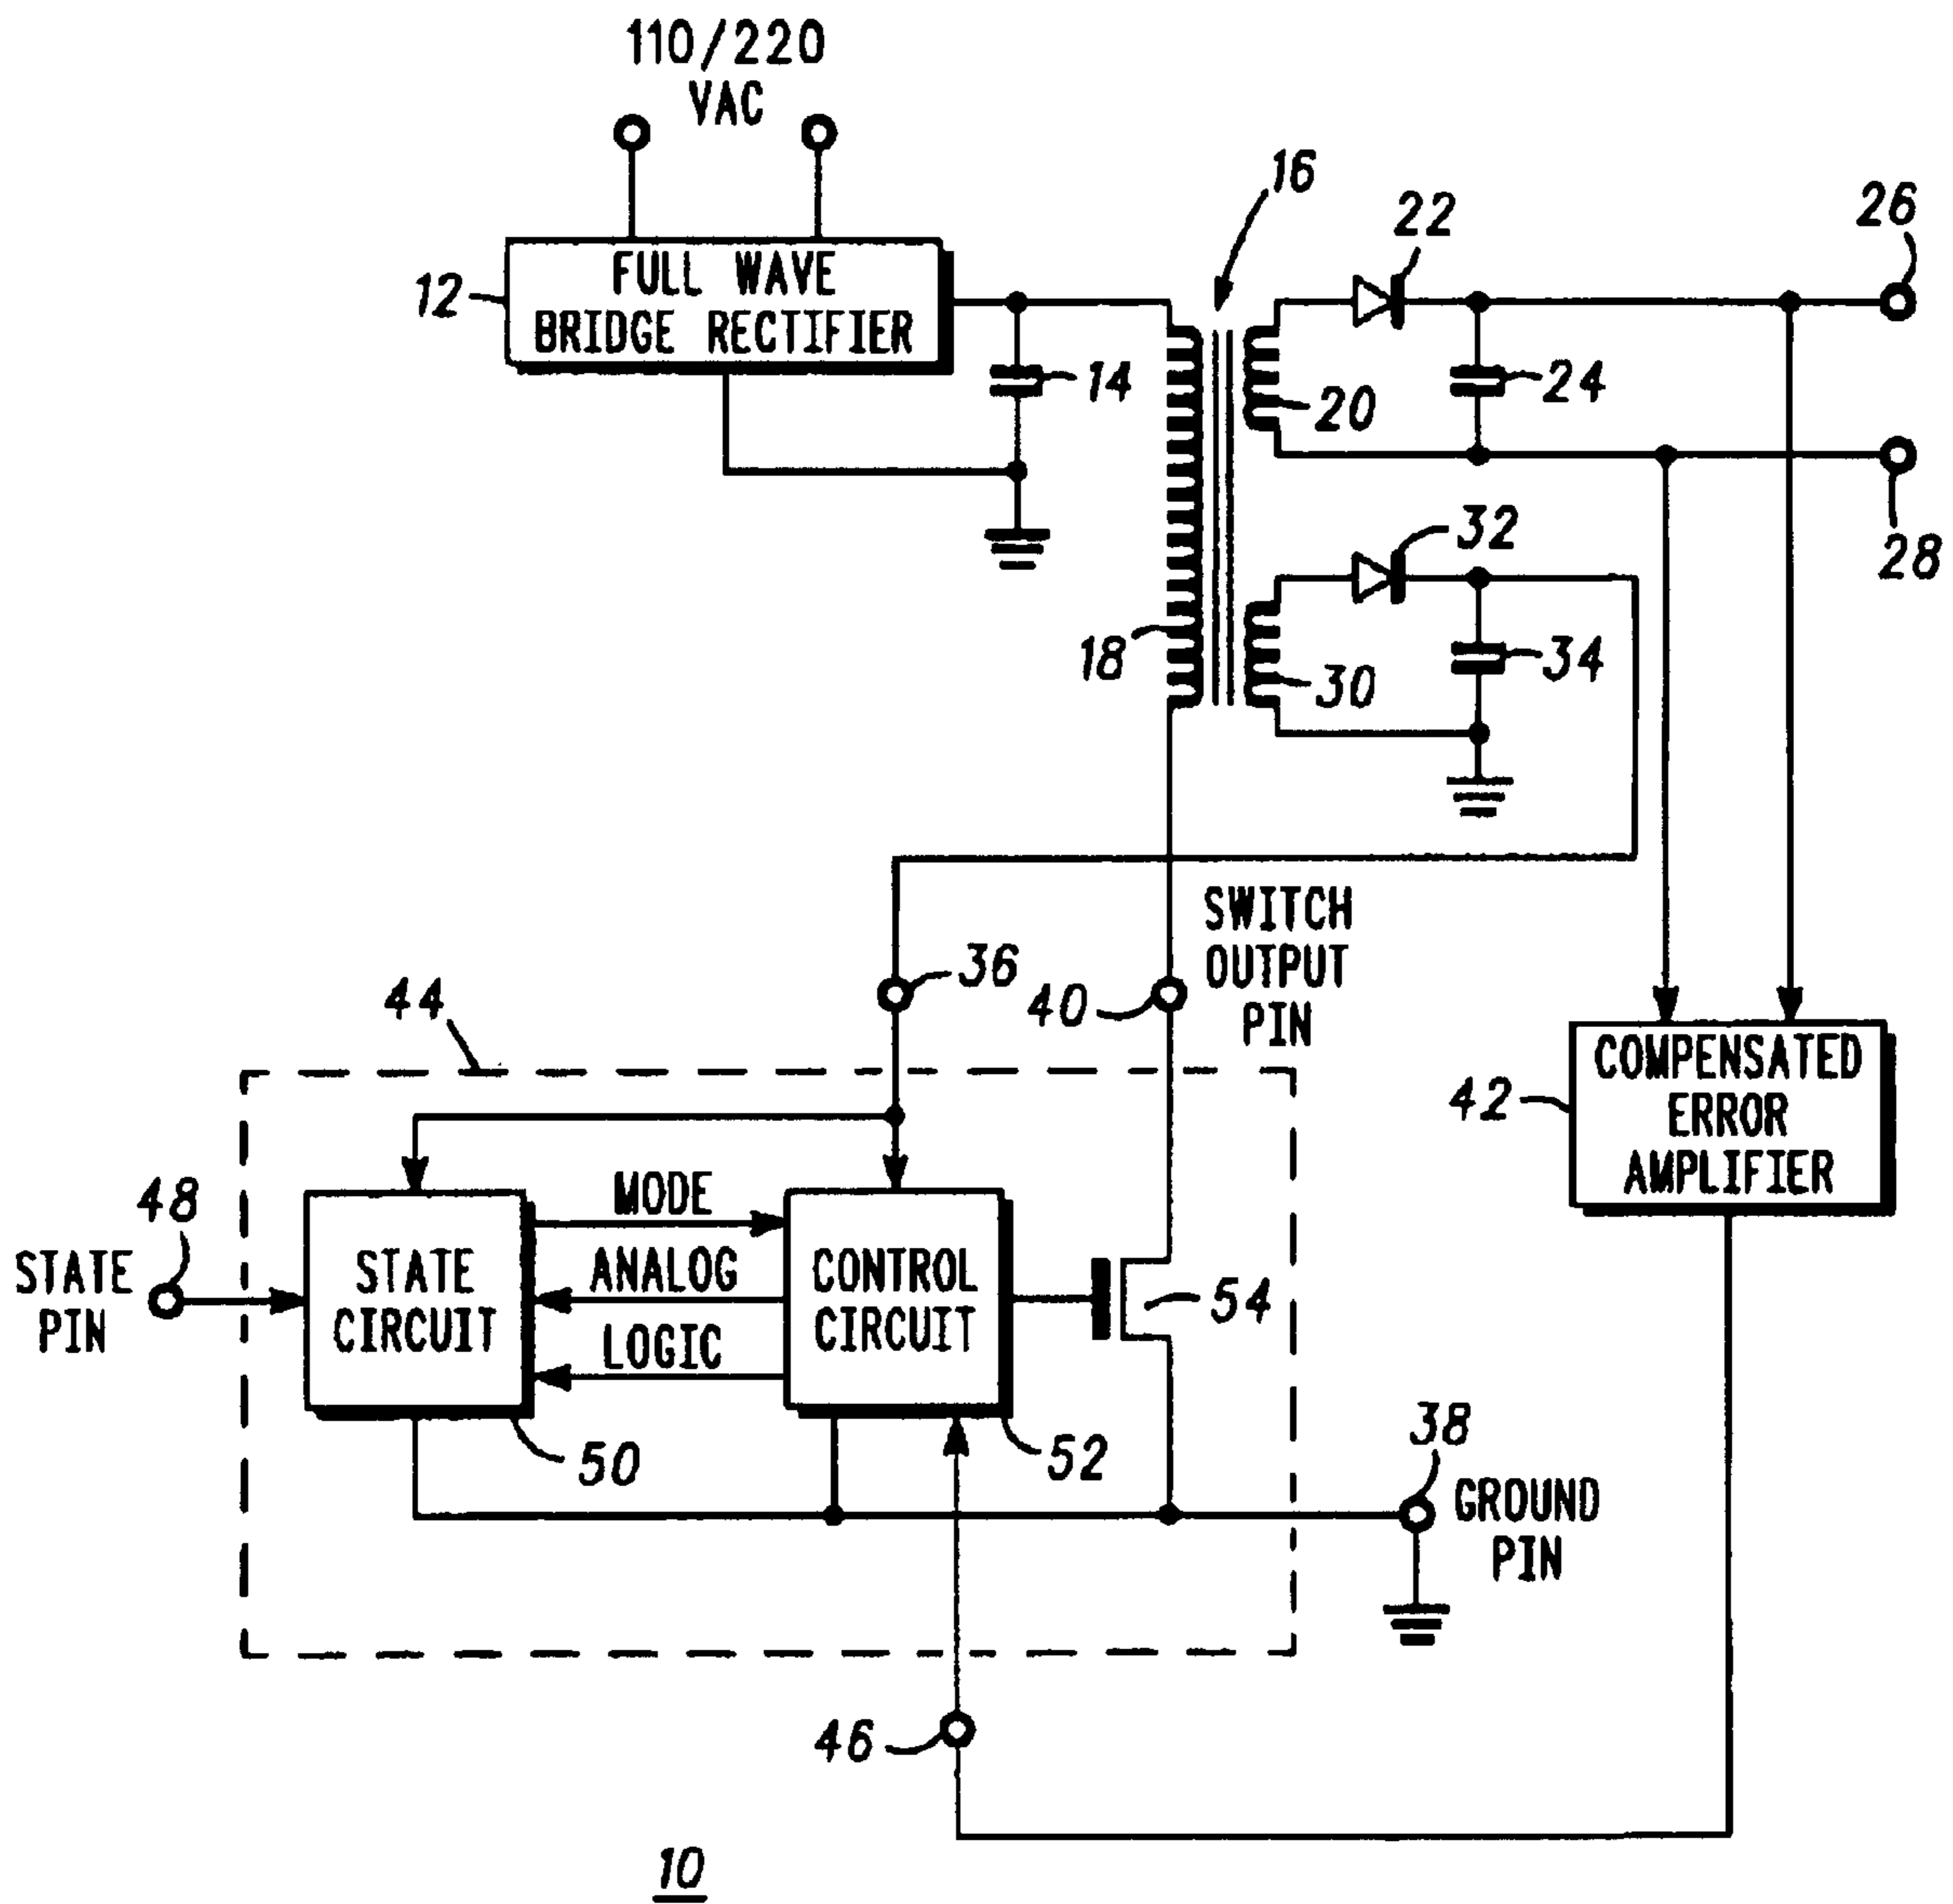 110/220
VAC
16
22
26
12
FULL WAVE
BRIDGE RECTIFIER
14
20
24
28
32
18
30
34
SWITCH
OUTPUT
PIN
36
40
44
42
COMPENSATED
ERROR
AMPLIFIER
48
STATE
PIN
STATE
CIRCUIT
MODE
ANALOG
LOGIC
CONTROL
CIRCUIT
54
50
52
38
GROUND
PIN
46
10